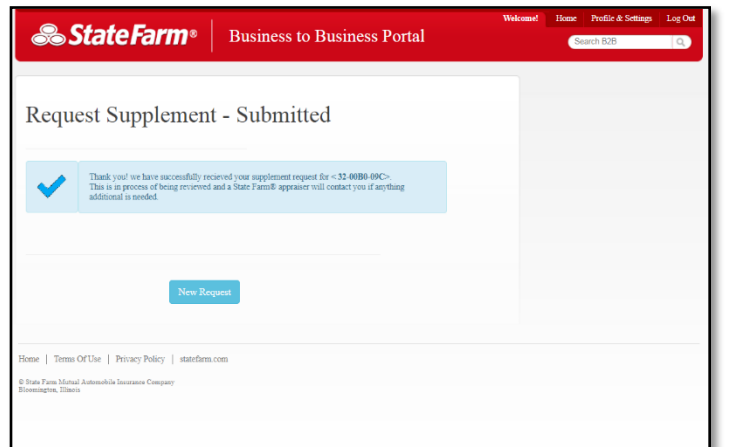 Welcome! Home Profile & Settings Log Out
StateFarm® Business to Business Portal
Search B2B
Request Supplement - Submitted
Thank you! we have successfully recieved your supplement request for < 32-00B0-09C>.
This is in process of being reviewed and a State Farm® appraiser will contact you if anything
additional is needed.
New Request
Home | Terms Of Use | Privacy Policy | statefarm.com
© State Farm Mutual Automobile Insurance Company
Bloomington, Illinois